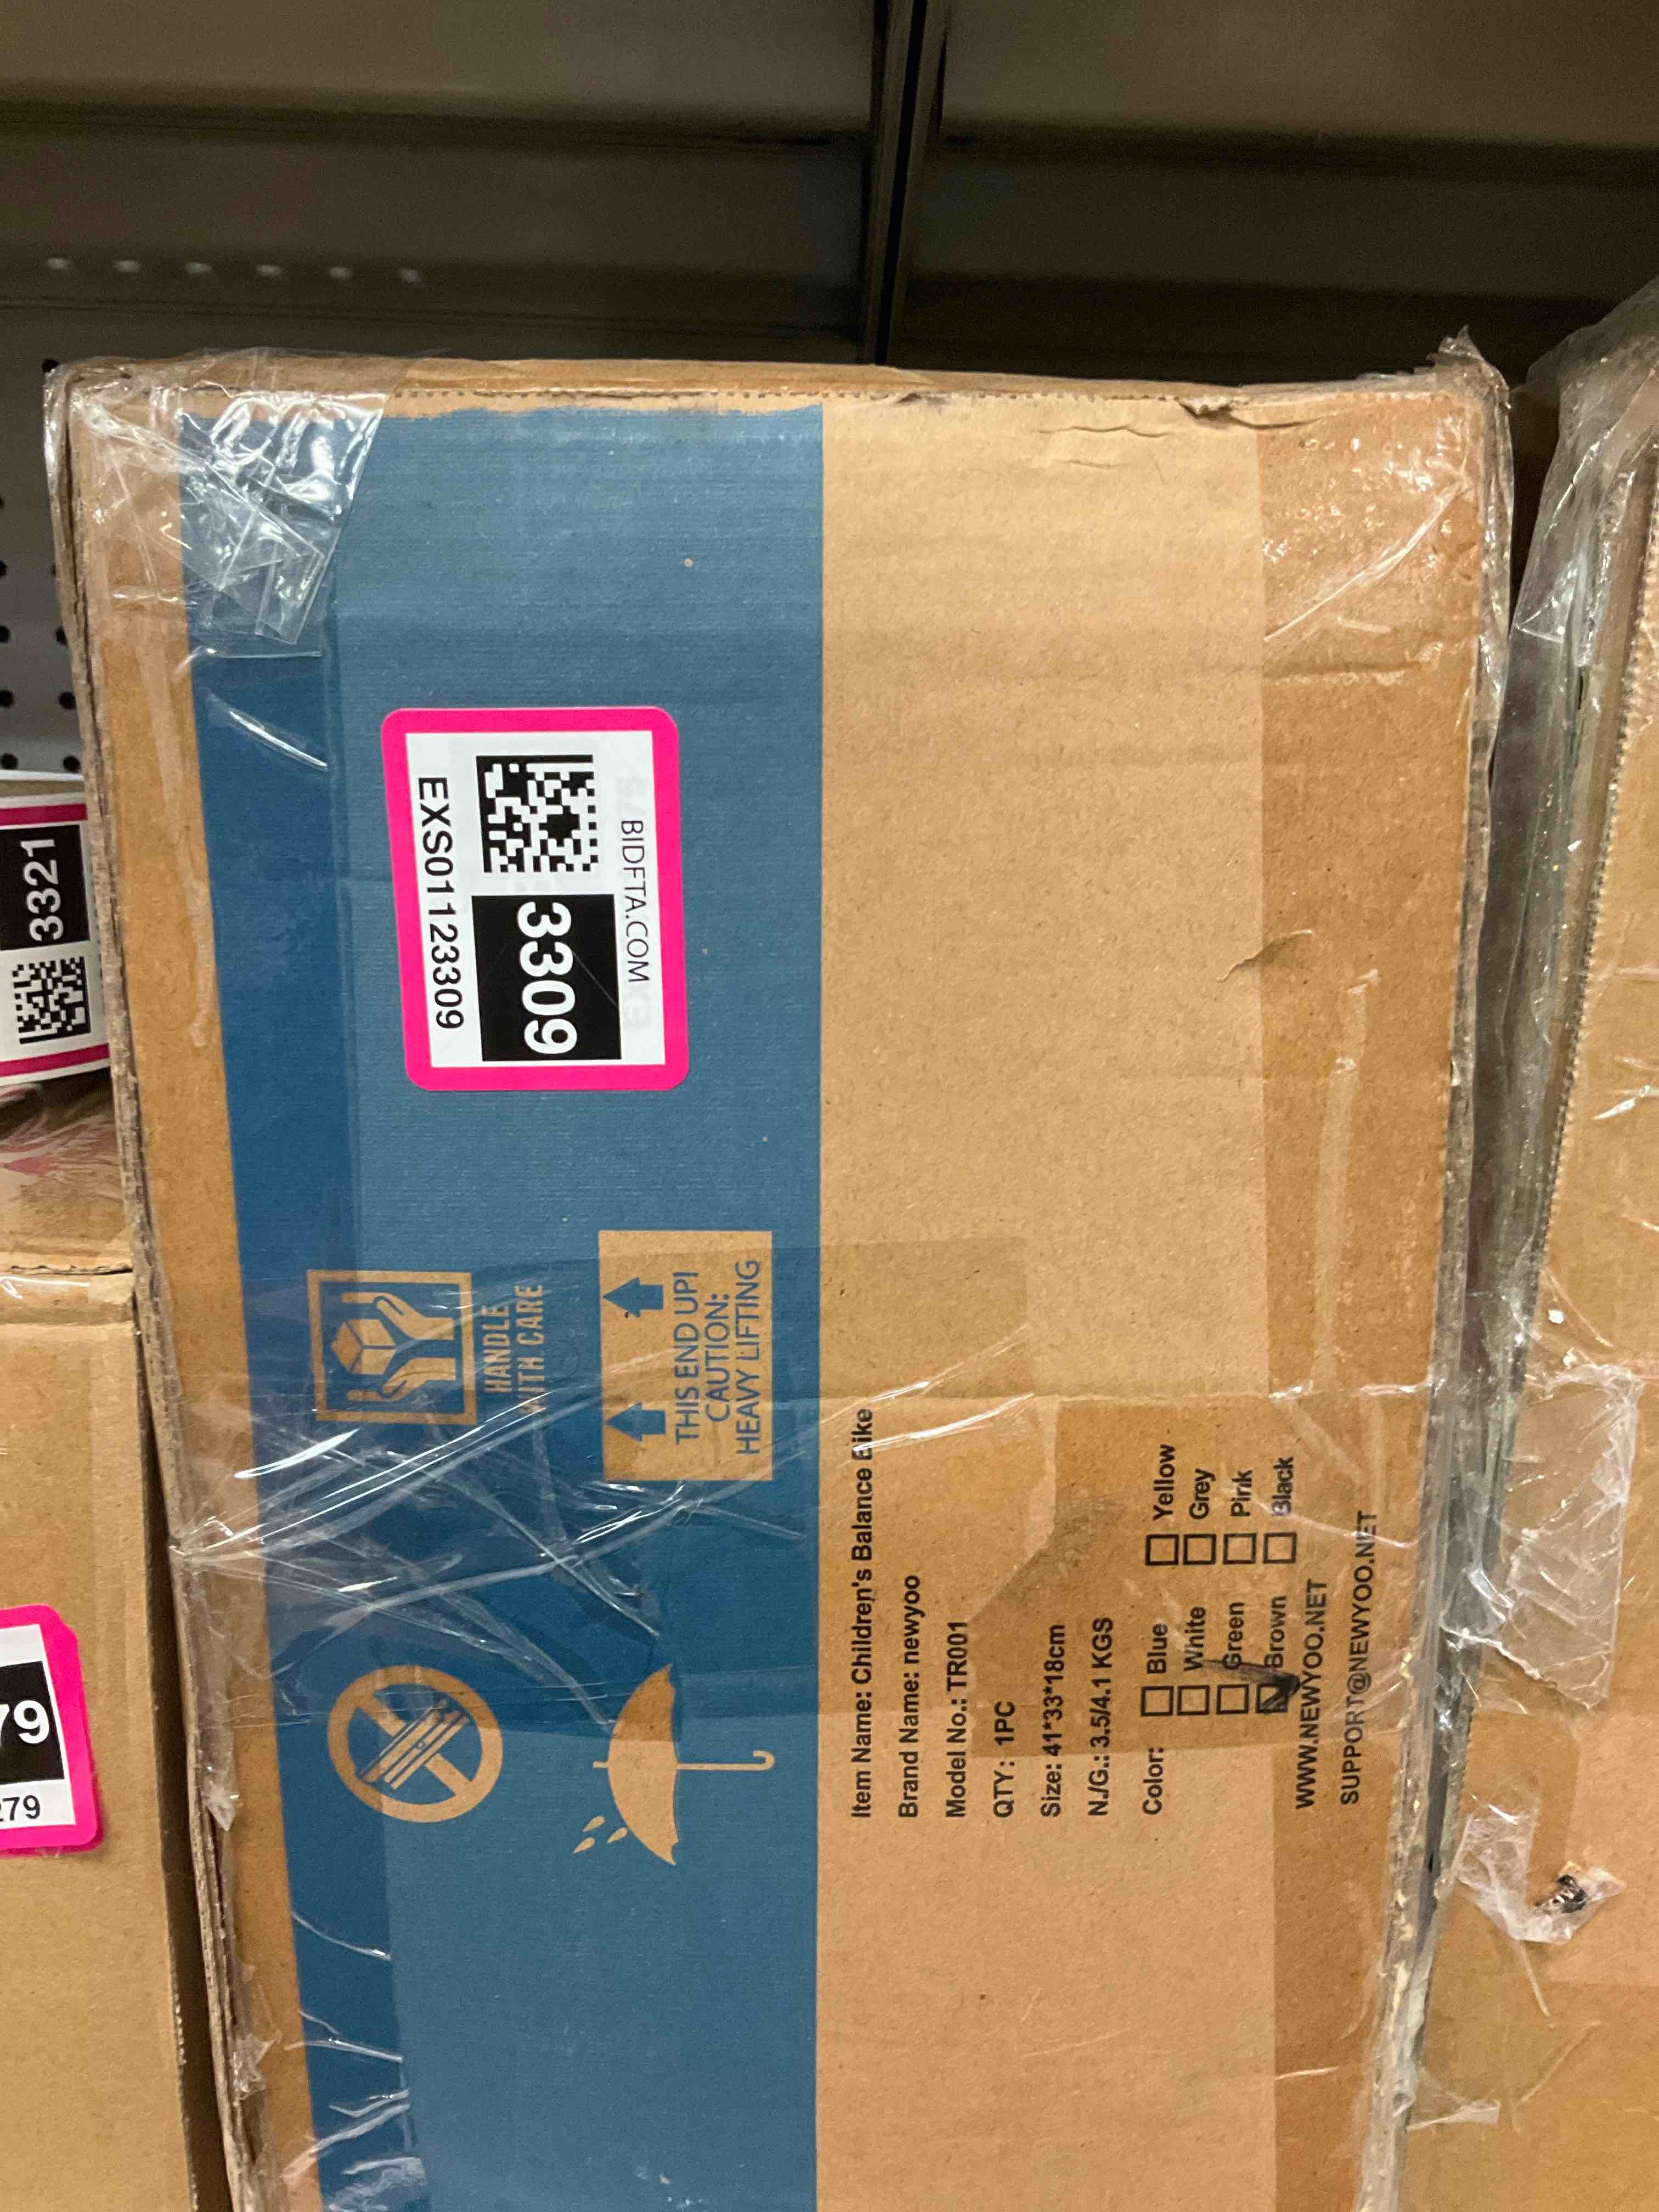 BIDFTA.COM
3309
EXS01123309
3321
79
279
HANDLE
WITH CARE
THIS END UP!
CAUTION:
HEAVY LIFTING
Item Name: Children's Balance Bike
Brand Name: newyoo
Model No.: TR001
QTY: 1PC
Size: 41*33*18cm
N./G.: 3.5/4.1 KGS
Color: Blue Yellow
White Grey
Green Pink
Brown Black
WWW.NEWYOO.NET
SUPPORT@NEWYOO.NET